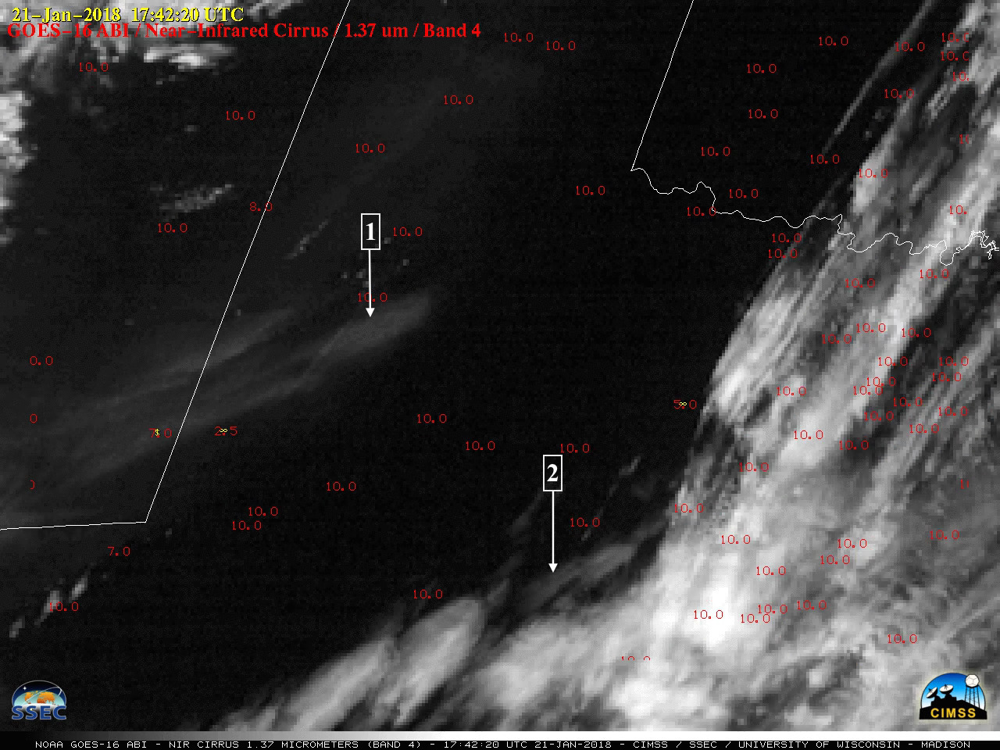 21-Jan-2018 17:42:20 UTC
GOES-16 ABI / Near-Infrared Cirrus / 1.37 um / Band 4
10.0 10.0
10.0 10.0 10.0
10.0 10.0
10.0 10.0
10.0 10.0
10.0 10.0
10.0 10.0 10.0
10.0 10.0
10.0 10.0
8.0 10.0 10.0
10.0 1 10.0 10.0
10.0
10.0
10.0 10.0
10.0 10.0
10.0 10.0
0.0 10.0 10.0
10.0 10.0
10.0 10.0
5.0 10.0 10.0
10.0 10.0
7.0 2.5 10.0 10.0
10.0 10.0 10.0
10.0 2
10.0
10.0 10.0
10.0 10.0 10.0
10.0 10.0
7.0 10.0
10.0
10.0
10.0 10.0 10.0
10.0 10.0
10.0
SSEC
CIMSS
NOAA GOES-16 ABI - NIR CIRRUS 1.37 MICROMETERS (BAND 4) - 17:42:20 UTC 21-JAN-2018 - CIMSS / SSEC / UNIVERSITY OF WISCONSIN - MADISON